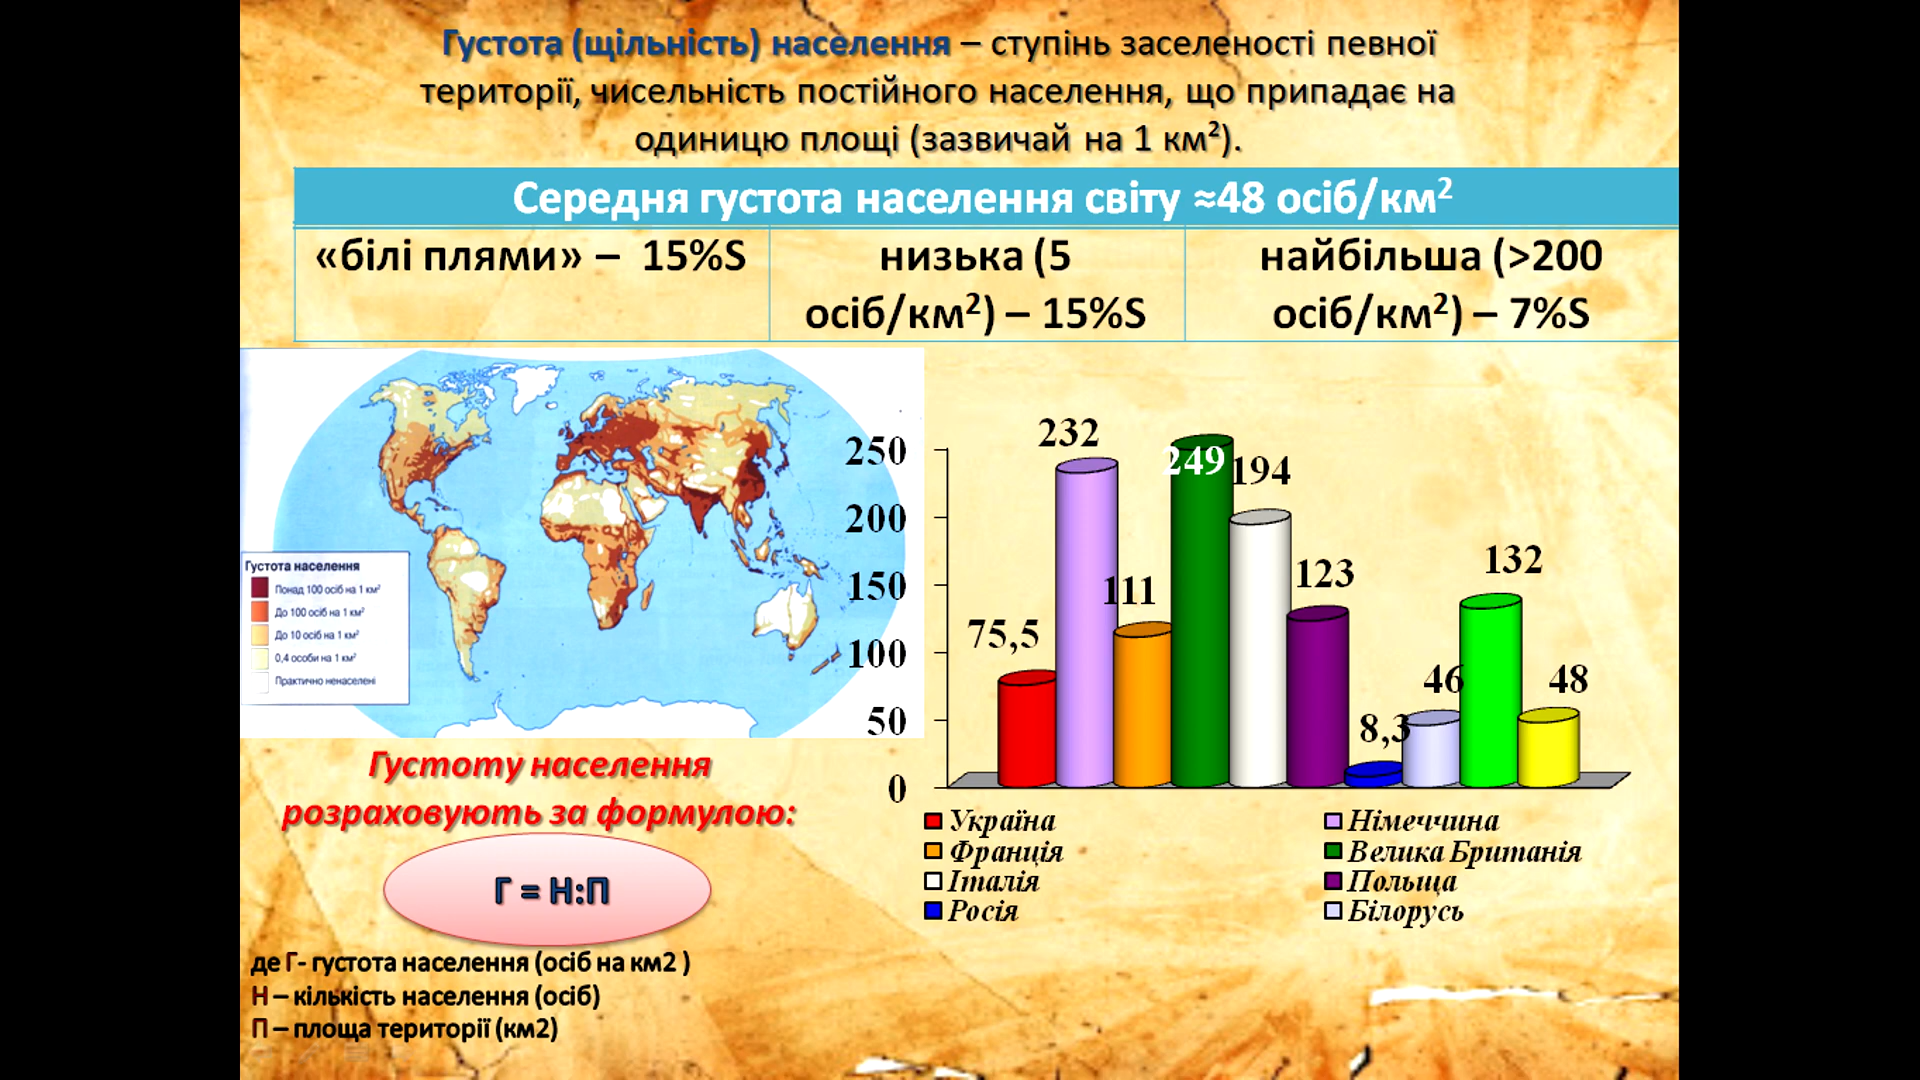 Густота (щільність) населення – ступінь заселеності певної
території, чисельність постійного населення, що припадає на
одиницю площі (зазвичай на 1 км²).
Середня густота населення світу ≈48 осіб/км²
«білі плями» – 15%S
низька (5
осіб/км²) – 15%S
найбільша (>200
осіб/км²) – 7%S
Густота населення
Понад 100 осіб на 1 км²
До 100 осіб на 1 км²
До 10 осіб на 1 км²
0,4 особи на 1 км²
Практично ненаселені
250
200
150
100
50
0
75,5
232
111
249
194
123
8,3
46
132
48
Україна
Німеччина
Франція
Велика Британія
Італія
Польща
Росія
Білорусь
Густоту населення
розраховують за формулою:
Г = Н:П
де Г- густота населення (осіб на км2 )
Н – кількість населення (осіб)
П – площа території (км2)